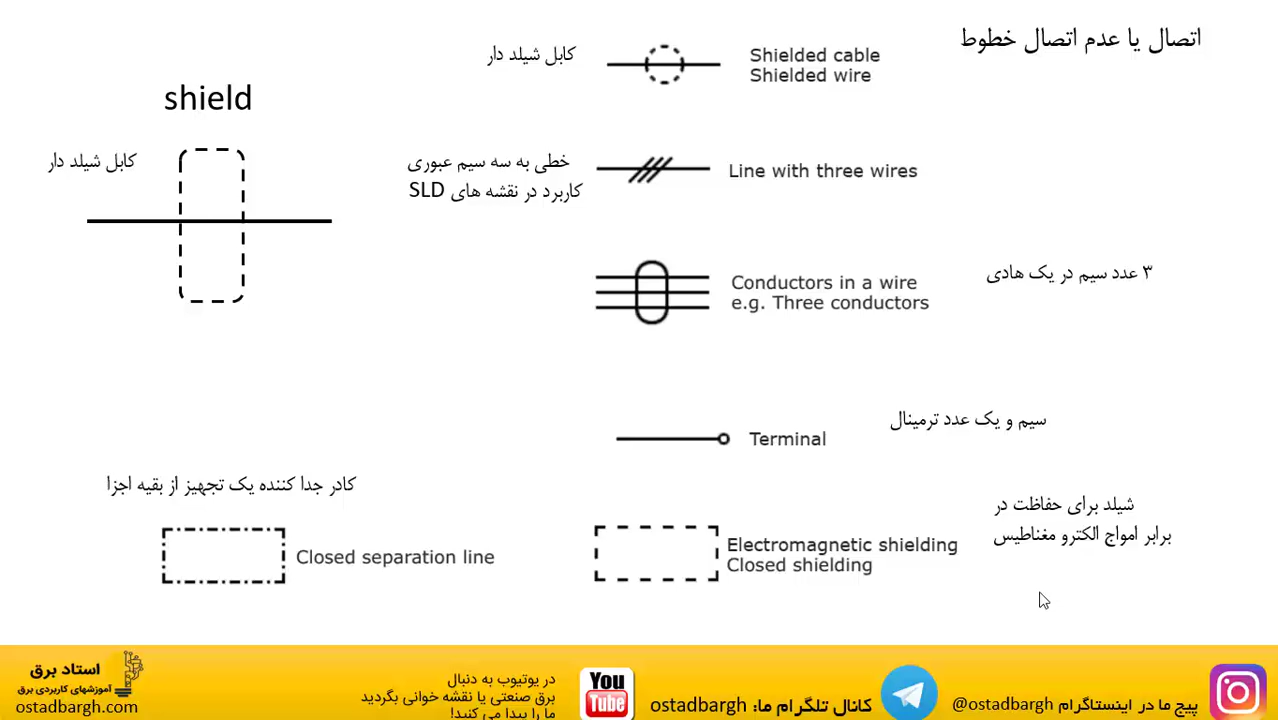 اتصال یا عدم اتصال خطوط
کابل شیلد دار
Shielded cable
Shielded wire
shield
کابل شیلد دار
خطی به سه سیم عبوری
کاربرد در نقشه های SLD
Line with three wires
Conductors in a wire
e.g. Three conductors
۳ عدد سیم در یک هادی
سیم و یک عدد ترمینال
Terminal
کادر جدا کننده یک تجهیز از بقیه اجزا
Closed separation line
شیلد برای حفاظت در
برابر امواج الکترو مغناطیس
Electromagnetic shielding
Closed shielding
استاد برق
آموزشهای کاربردی برق
ostadbargh.com
در یوتیوب به دنبال
برق صنعتی یا نقشه خوانی بگردید
ما را پیدا می کنید!
You
Tube
کانال تلگرام ما: ostadbargh
پیج ما در اینستاگرام @ostadbargh